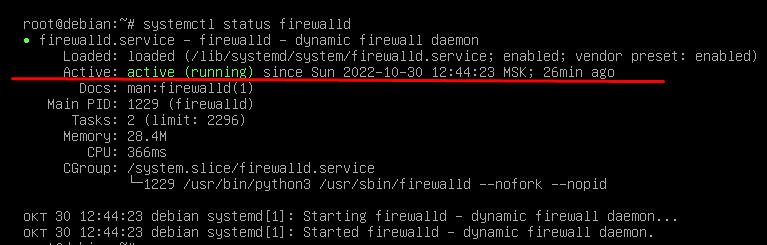 root@debian:~# systemctl status firewalld
● firewalld.service - firewalld - dynamic firewall daemon
Loaded: loaded (/lib/systemd/system/firewalld.service; enabled; vendor preset: enabled)
Active: active (running) since Sun 2022-10-30 12:44:23 MSK; 26min ago
Docs: man:firewalld(1)
Main PID: 1229 (firewalld)
Tasks: 2 (limit: 2296)
Memory: 28.4M
CPU: 366ms
CGroup: /system.slice/firewalld.service
└─1229 /usr/bin/python3 /usr/sbin/firewalld --nofork --nopid
окт 30 12:44:23 debian systemd[1]: Starting firewalld - dynamic firewall daemon...
окт 30 12:44:23 debian systemd[1]: Started firewalld - dynamic firewall daemon.
root@debian:~#